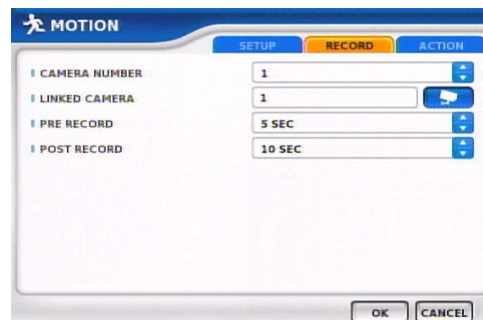 MOTION
SETUP RECORD ACTION
CAMERA NUMBER 1
LINKED CAMERA 1
PRE RECORD 5 SEC
POST RECORD 10 SEC
OK CANCEL